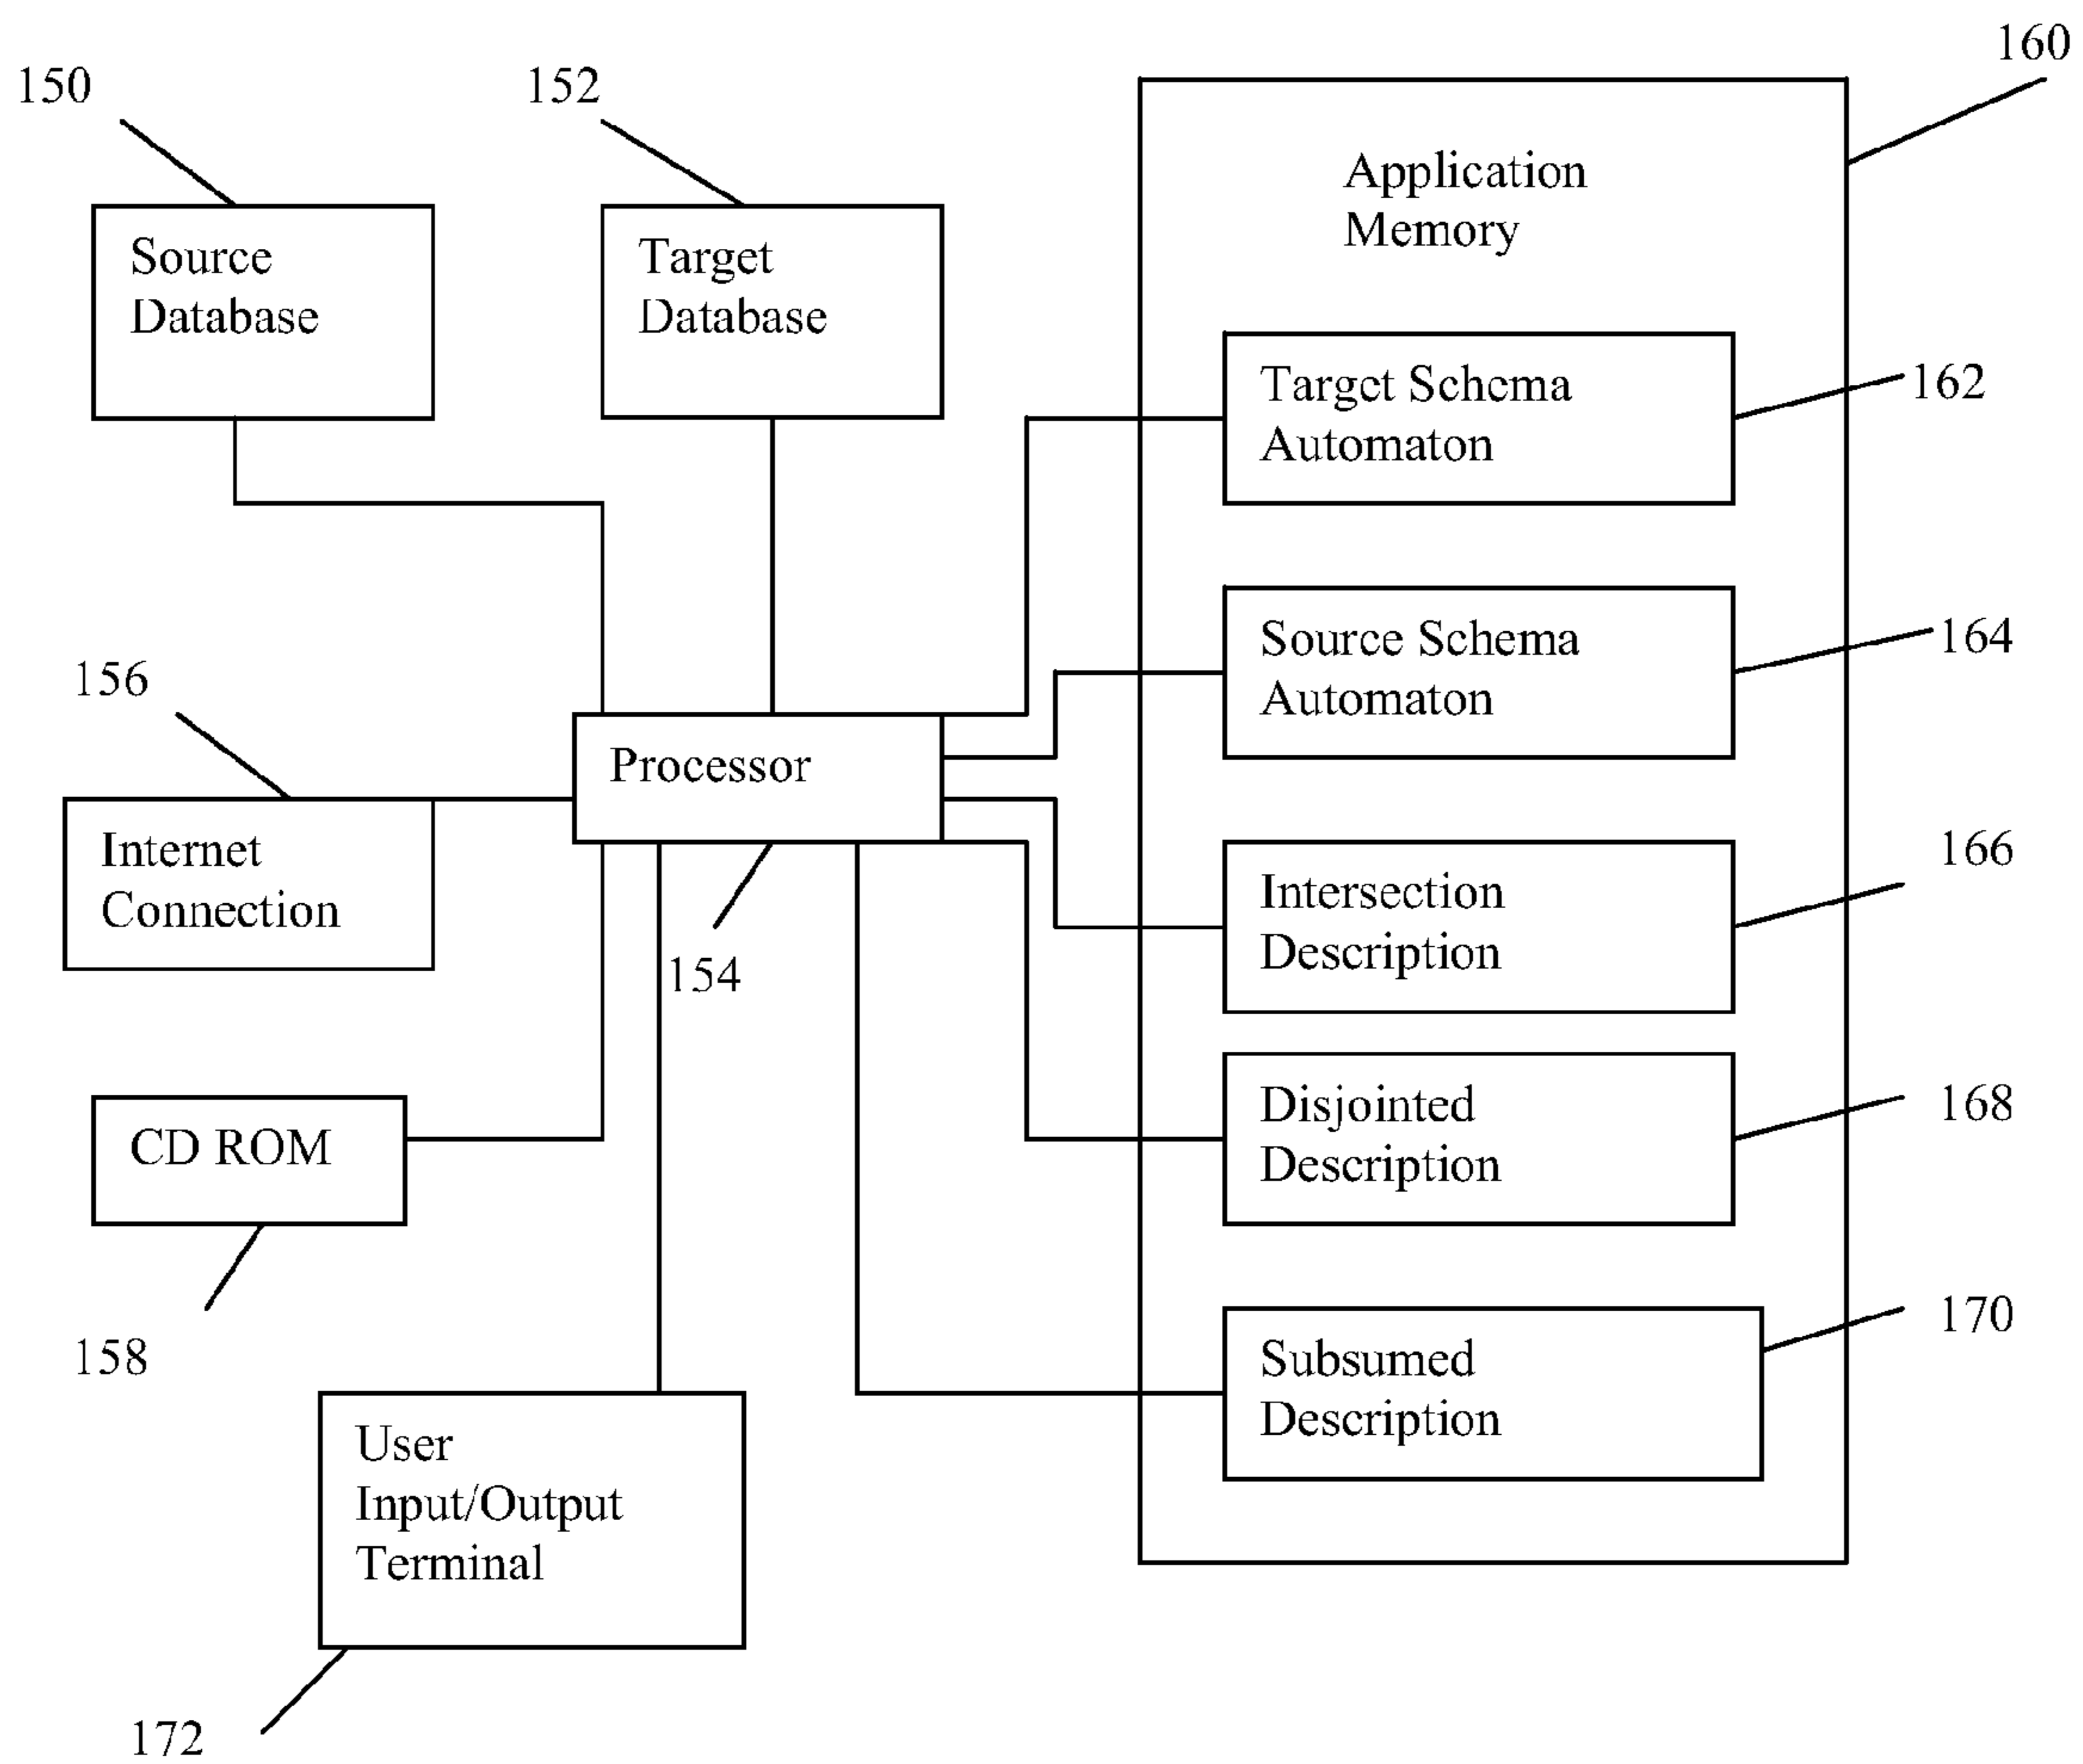 160
150
152
Application
Memory
Source
Database
Target
Database
Target Schema
Automaton
162
Source Schema
Automaton
164
156
Processor
Internet
Connection
154
Intersection
Description
166
CD ROM
158
Disjointed
Description
168
Subsumed
Description
170
User
Input/Output
Terminal
172